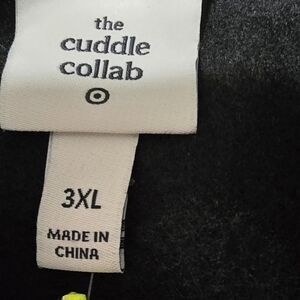 the
cuddle
collab
3XL
MADE IN
CHINA